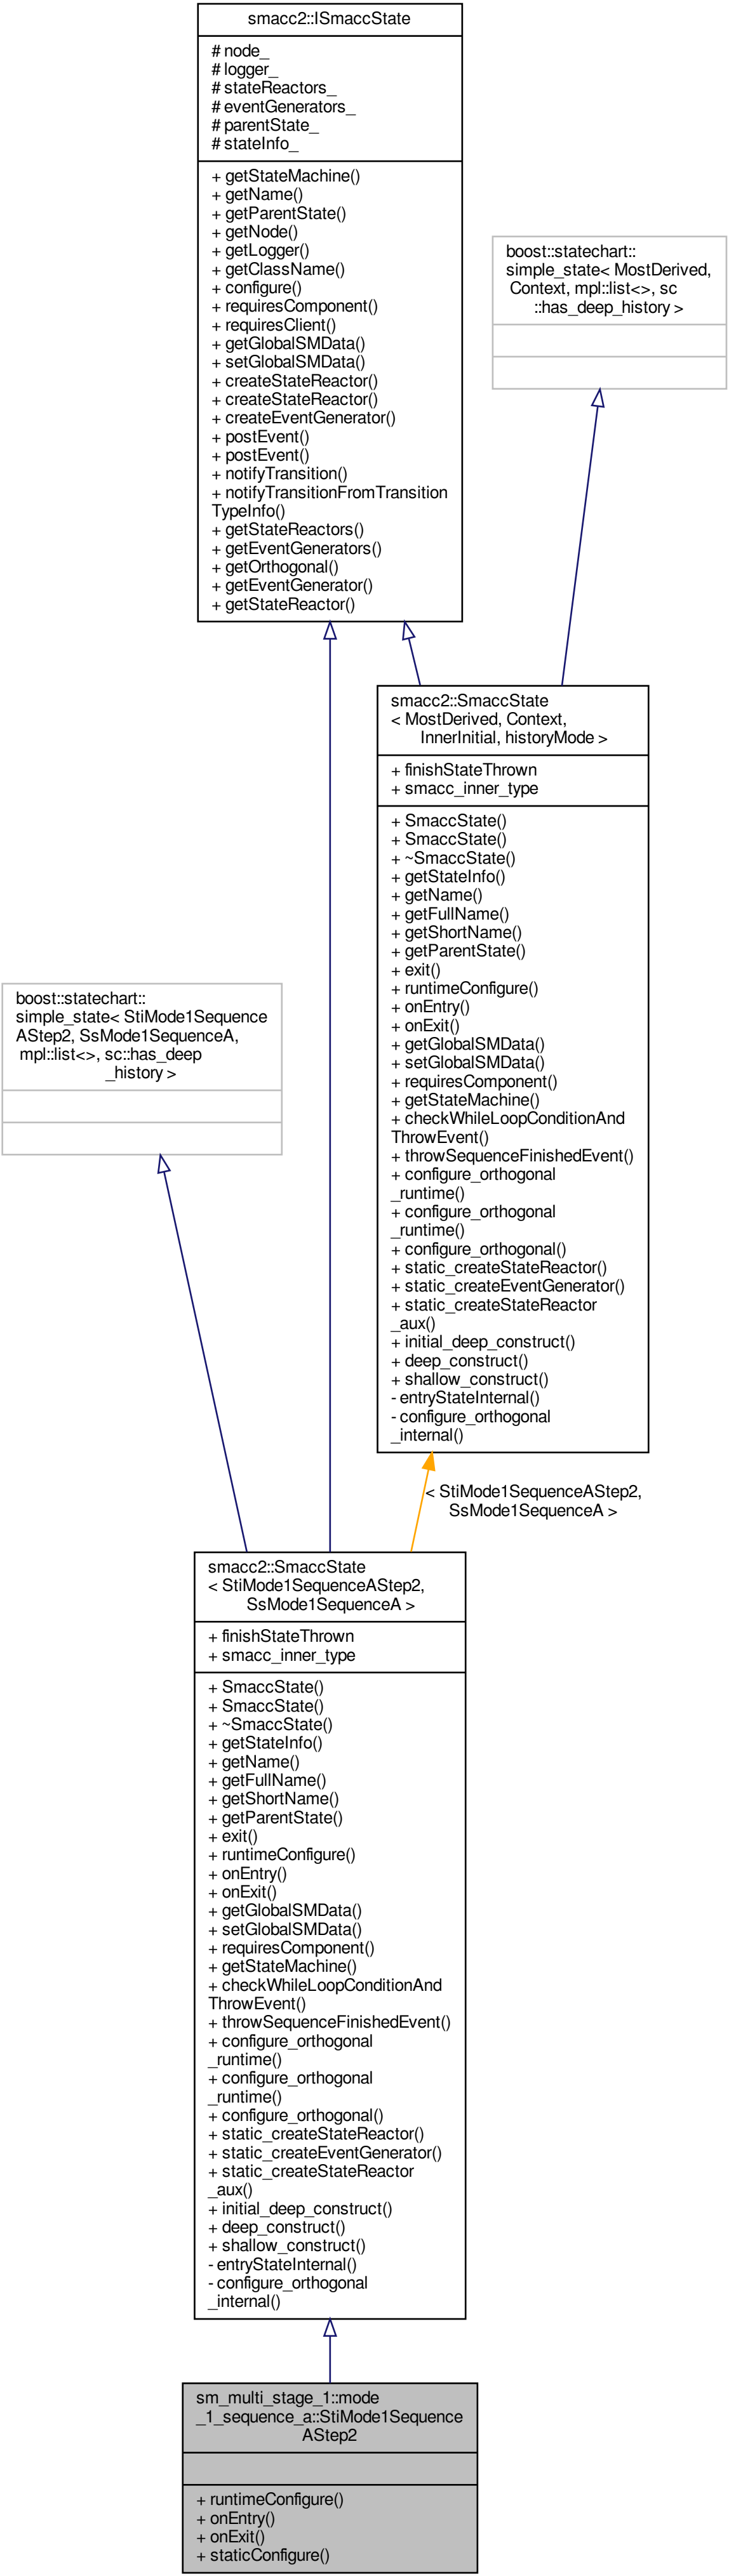 smacc2::ISmaccState
# node_
# logger_
# stateReactors_
# eventGenerators_
# parentState_
# stateInfo_
+ getStateMachine()
+ getName()
+ getParentState()
+ getNode()
+ getLogger()
+ getClassName()
+ configure()
+ requiresComponent()
+ requiresClient()
+ getGlobalSMData()
+ setGlobalSMData()
+ createStateReactor()
+ createStateReactor()
+ createEventGenerator()
+ postEvent()
+ postEvent()
+ notifyTransition()
+ notifyTransitionFromTransition
TypeInfo()
+ getStateReactors()
+ getEventGenerators()
+ getOrthogonal()
+ getEventGenerator()
+ getStateReactor()
boost::statechart::
simple_state< MostDerived,
Context, mpl::list<>, sc
::has_deep_history >
smacc2::SmaccState
< MostDerived, Context,
InnerInitial, historyMode >
+ finishStateThrown
+ smacc_inner_type
+ SmaccState()
+ SmaccState()
+ ~SmaccState()
+ getStateInfo()
+ getName()
+ getFullName()
+ getShortName()
+ getParentState()
+ exit()
+ runtimeConfigure()
+ onEntry()
+ onExit()
+ getGlobalSMData()
+ setGlobalSMData()
+ requiresComponent()
+ getStateMachine()
+ checkWhileLoopConditionAnd
ThrowEvent()
+ throwSequenceFinishedEvent()
+ configure_orthogonal
_runtime()
+ configure_orthogonal
_runtime()
+ configure_orthogonal()
+ static_createStateReactor()
+ static_createEventGenerator()
+ static_createStateReactor
_aux()
+ initial_deep_construct()
+ deep_construct()
+ shallow_construct()
- entryStateInternal()
- configure_orthogonal
_internal()
boost::statechart::
simple_state< StiMode1Sequence
AStep2, SsMode1SequenceA,
mpl::list<>, sc::has_deep
_history >
< StiMode1SequenceAStep2,
SsMode1SequenceA >
smacc2::SmaccState
< StiMode1SequenceAStep2,
SsMode1SequenceA >
+ finishStateThrown
+ smacc_inner_type
+ SmaccState()
+ SmaccState()
+ ~SmaccState()
+ getStateInfo()
+ getName()
+ getFullName()
+ getShortName()
+ getParentState()
+ exit()
+ runtimeConfigure()
+ onEntry()
+ onExit()
+ getGlobalSMData()
+ setGlobalSMData()
+ requiresComponent()
+ getStateMachine()
+ checkWhileLoopConditionAnd
ThrowEvent()
+ throwSequenceFinishedEvent()
+ configure_orthogonal
_runtime()
+ configure_orthogonal
_runtime()
+ configure_orthogonal()
+ static_createStateReactor()
+ static_createEventGenerator()
+ static_createStateReactor
_aux()
+ initial_deep_construct()
+ deep_construct()
+ shallow_construct()
- entryStateInternal()
- configure_orthogonal
_internal()
sm_multi_stage_1::mode
_1_sequence_a::StiMode1Sequence
AStep2
+ runtimeConfigure()
+ onEntry()
+ onExit()
+ staticConfigure()